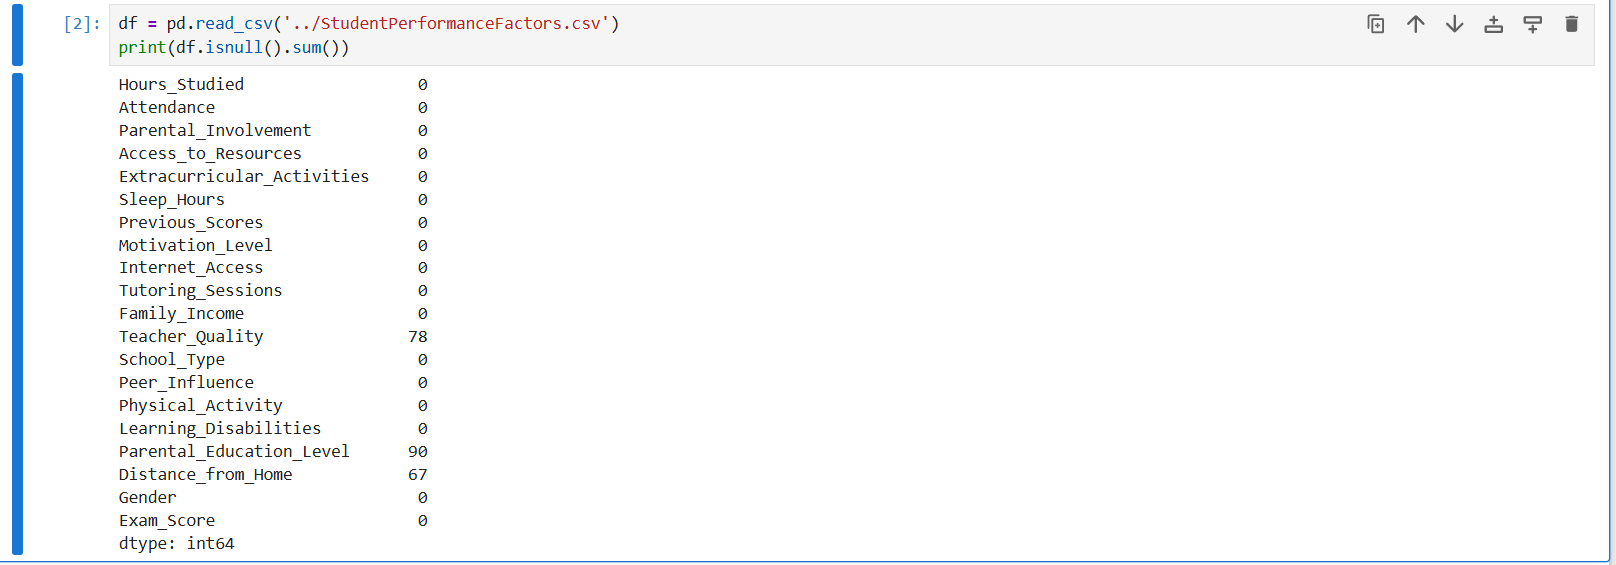 [2]: df = pd.read_csv('../StudentPerformanceFactors.csv')
print(df.isnull().sum())
Hours_Studied 0
Attendance 0
Parental_Involvement 0
Access_to_Resources 0
Extracurricular_Activities 0
Sleep_Hours 0
Previous_Scores 0
Motivation_Level 0
Internet_Access 0
Tutoring_Sessions 0
Family_Income 0
Teacher_Quality 78
School_Type 0
Peer_Influence 0
Physical_Activity 0
Learning_Disabilities 0
Parental_Education_Level 90
Distance_from_Home 67
Gender 0
Exam_Score 0
dtype: int64